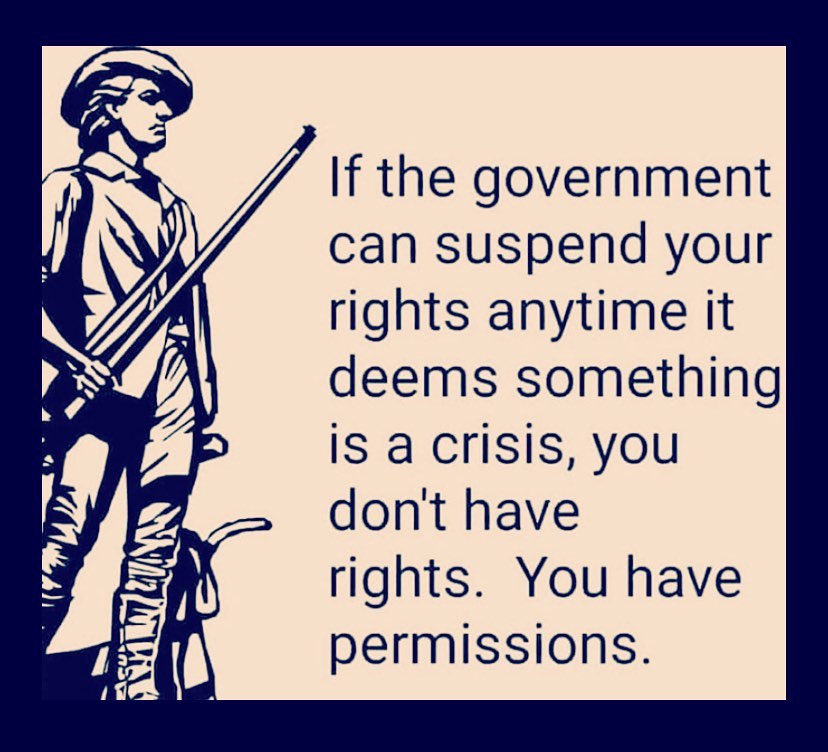 If the government
can suspend your
rights anytime it
deems something
is a crisis, you
don't have
rights.  You have
permissions.